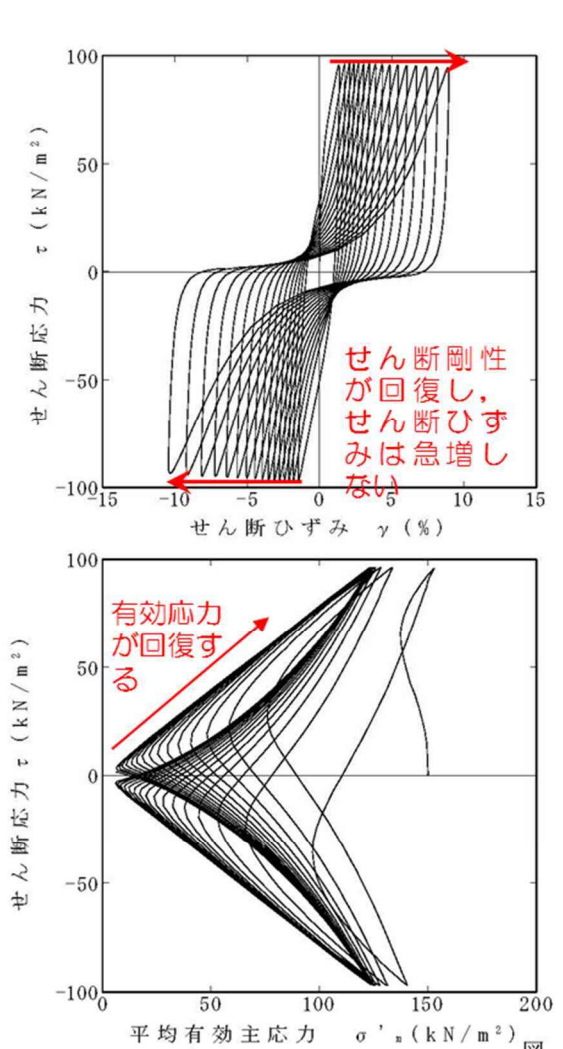 100
50
0
-50
-100
せん断応力 τ (kN/m²)
せん断剛性
が回復し,
せん断ひず
みは急増し
ない
-15 -10 -5 0 5 10 15
せん断ひずみ γ (%)
100
50
0
-50
-100
せん断応力 τ (kN/m²)
有効応力
が回復す
る
0 50 100 150 200
平均有効主応力 σ'ₘ (kN/m²)
図